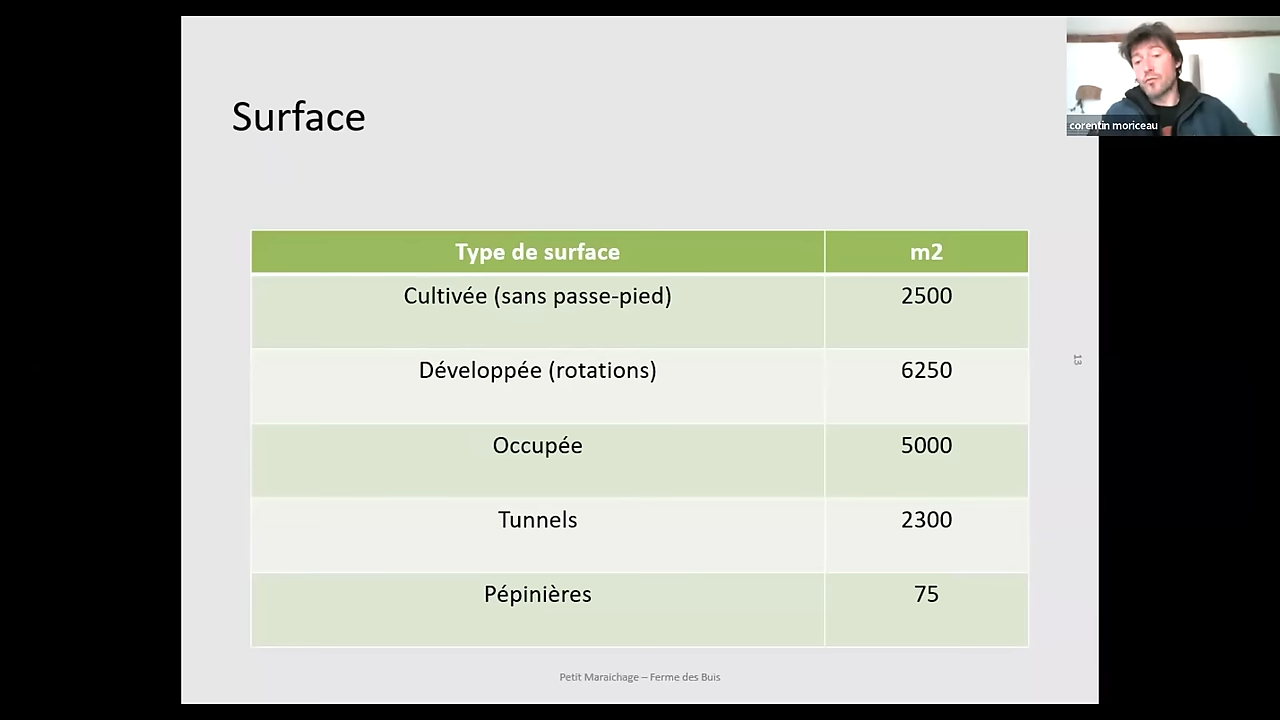 corentin moriceau
Surface
Type de surface m2
Cultivée (sans passe-pied) 2500
Développée (rotations) 6250
Occupée 5000
Tunnels 2300
Pépinières 75
13
Petit Maraichage – Ferme des Buis